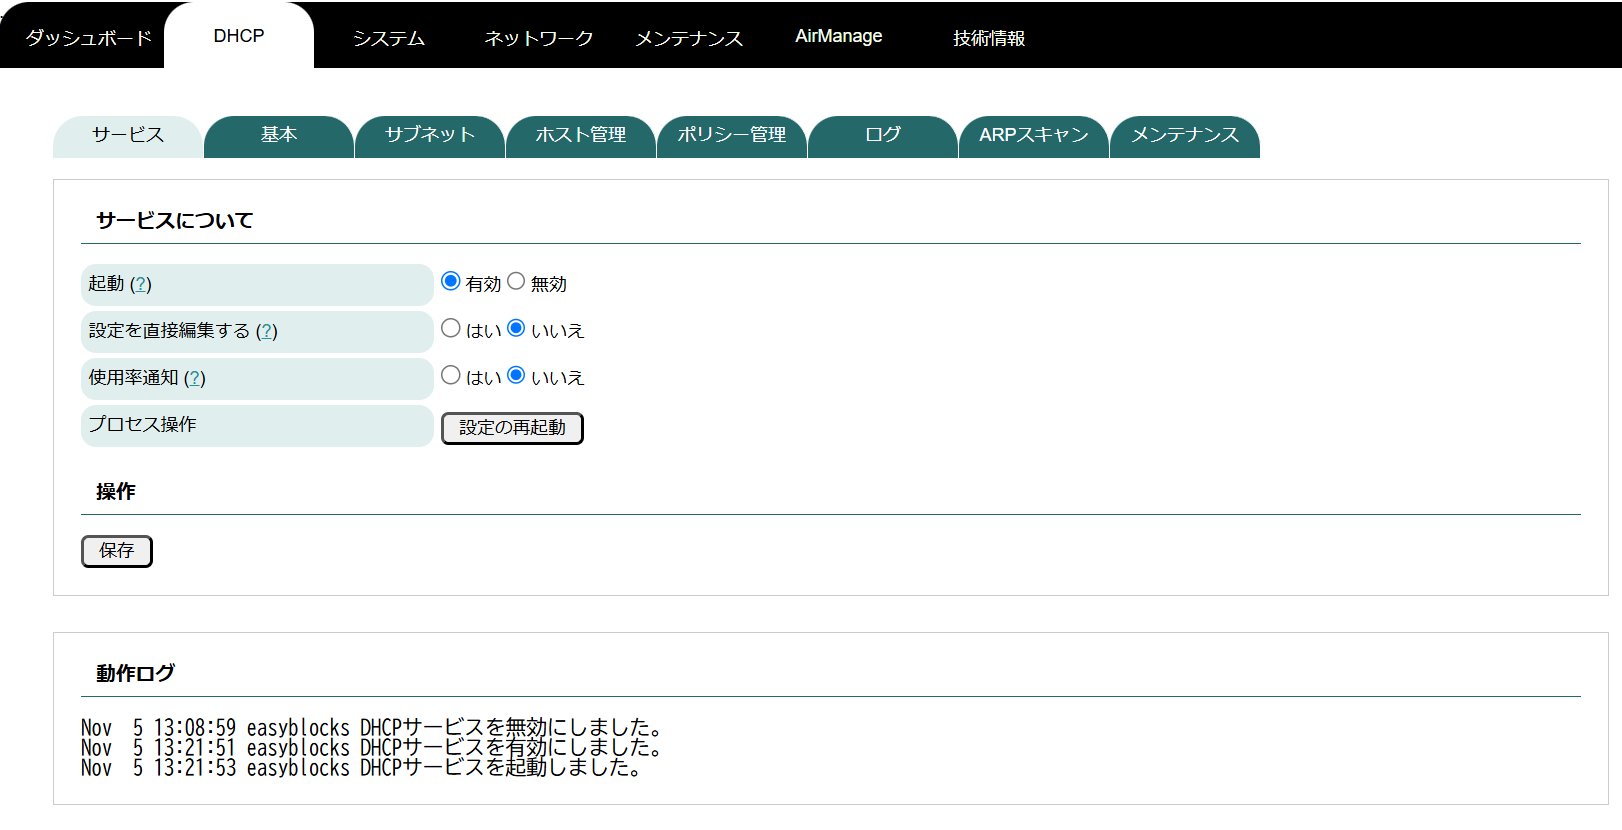 ダッシュボード DHCP システム ネットワーク メンテナンス AirManage 技術情報
サービス 基本 サブネット ホスト管理 ポリシー管理 ログ ARPスキャン メンテナンス
サービスについて
起動 (?) 有効 無効
設定を直接編集する (?) はい いいえ
使用率通知 (?) はい いいえ
プロセス操作 設定の再起動
操作
保存
動作ログ
Nov  5 13:08:59 easyblocks DHCPサービスを無効にしました。
Nov  5 13:21:51 easyblocks DHCPサービスを有効にしました。
Nov  5 13:21:53 easyblocks DHCPサービスを起動しました。